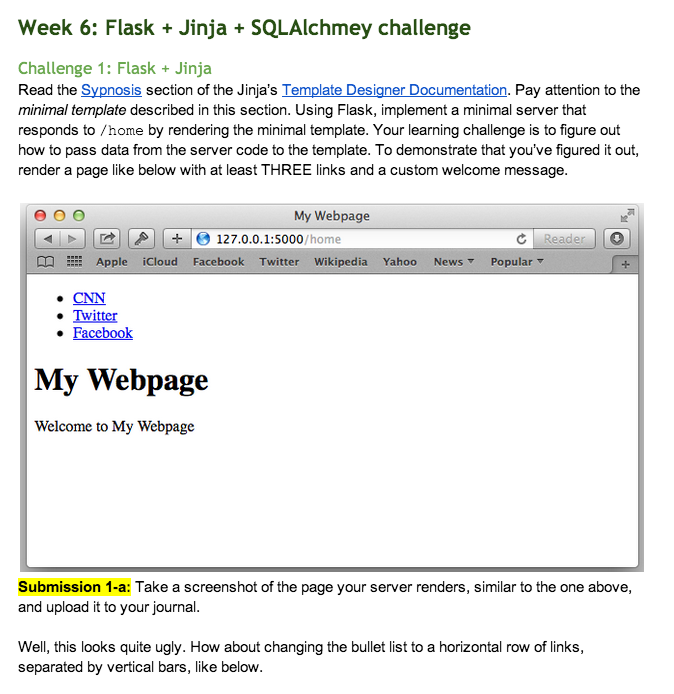 Week 6: Flask + Jinja + SQLAlchmey challenge
Challenge 1: Flask + Jinja
Read the Sypnosis section of the Jinja's Template Designer Documentation. Pay attention to the
minimal template described in this section. Using Flask, implement a minimal server that
responds to /home by rendering the minimal template. Your learning challenge is to figure out
how to pass data from the server code to the template. To demonstrate that you've figured it out,
render a page like below with at least THREE links and a custom welcome message.
My Webpage
127.0.0.1:5000/home
Reader
Apple iCloud Facebook Twitter Wikipedia Yahoo News Popular
CNN
Twitter
Facebook
My Webpage
Welcome to My Webpage
Submission 1-a: Take a screenshot of the page your server renders, similar to the one above,
and upload it to your journal.
Well, this looks quite ugly. How about changing the bullet list to a horizontal row of links,
separated by vertical bars, like below.